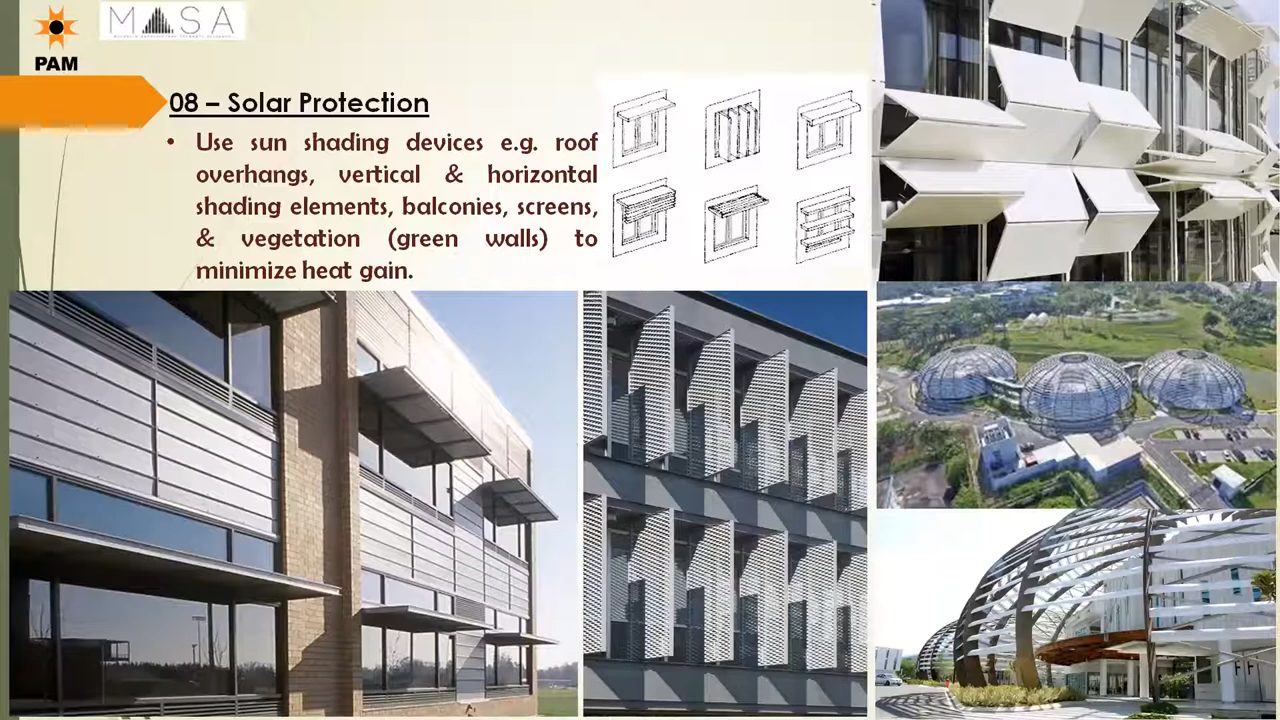 MASA
PAM
08 – Solar Protection
• Use sun shading devices e.g. roof
overhangs, vertical & horizontal
shading elements, balconies, screens,
& vegetation (green walls) to
minimize heat gain.